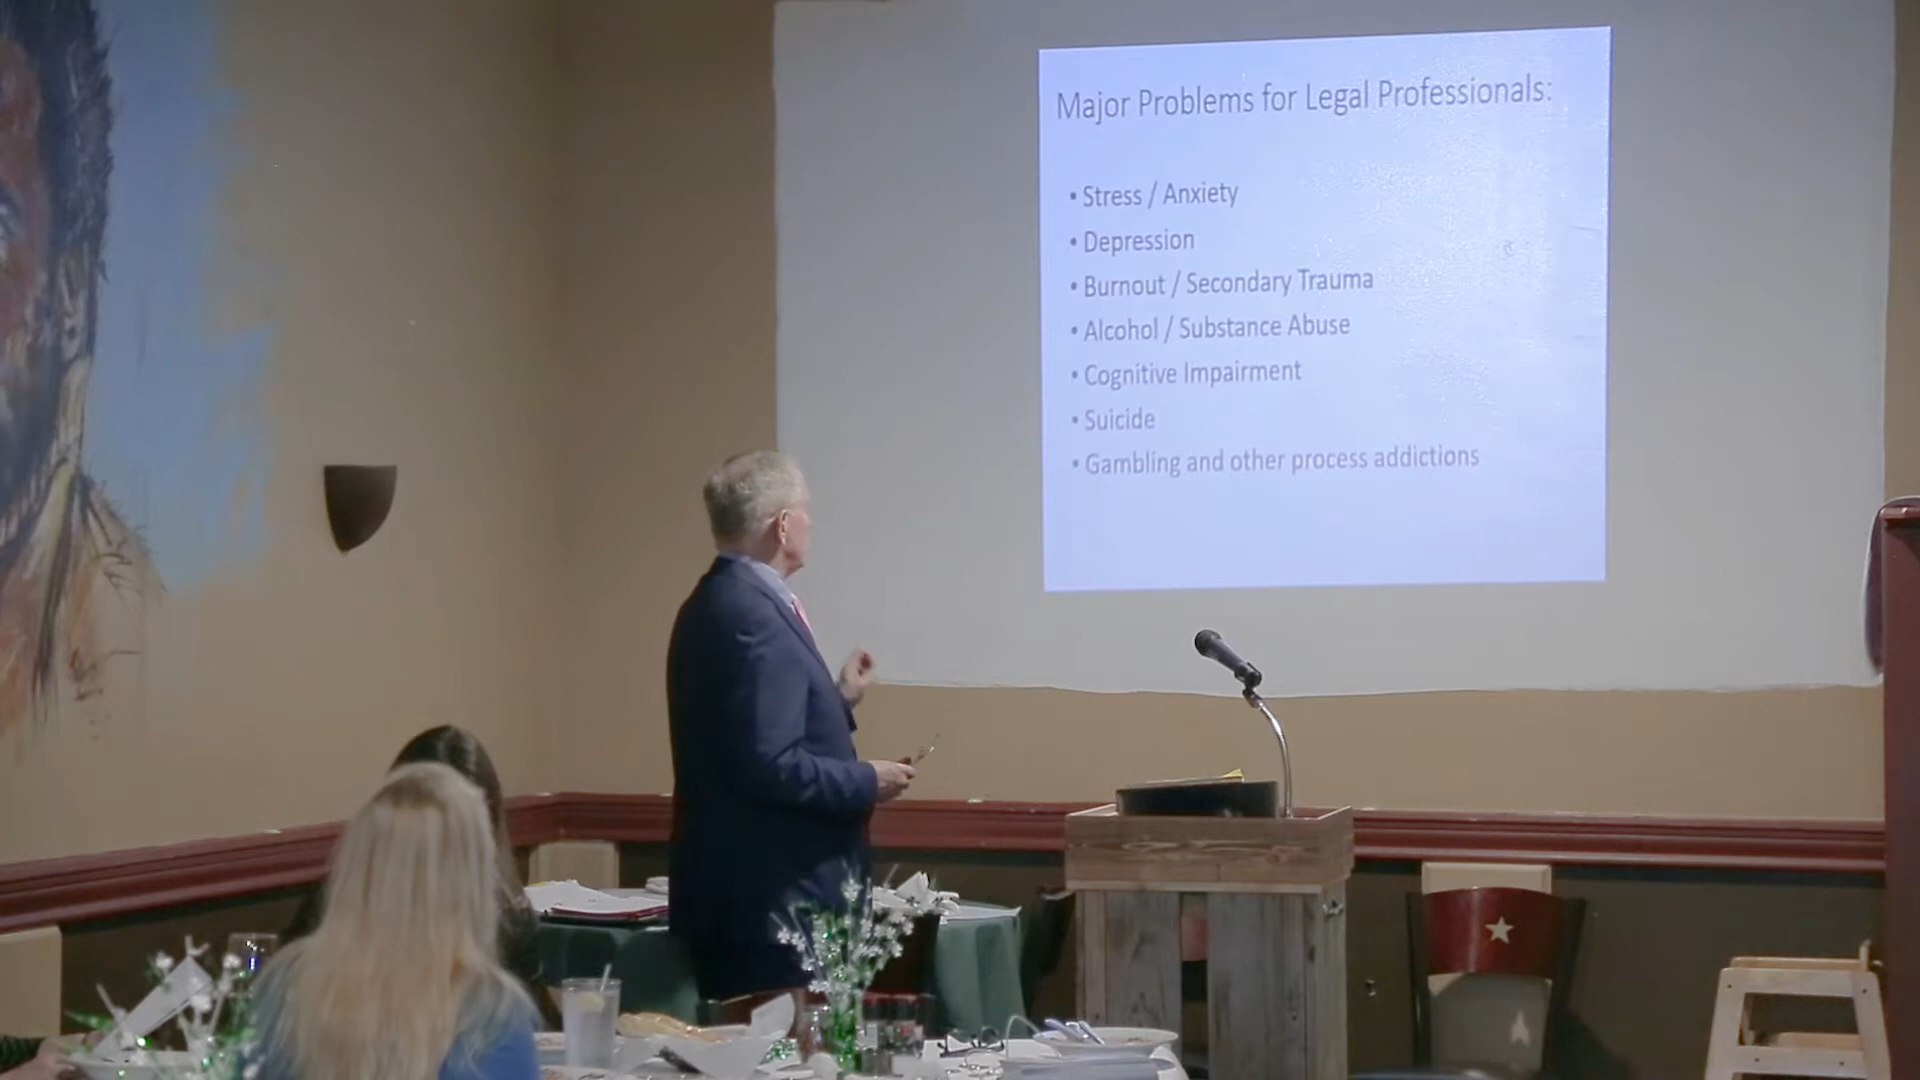 Major Problems for Legal Professionals:
• Stress / Anxiety
• Depression
• Burnout / Secondary Trauma
• Alcohol / Substance Abuse
• Cognitive Impairment
• Suicide
• Gambling and other process addictions